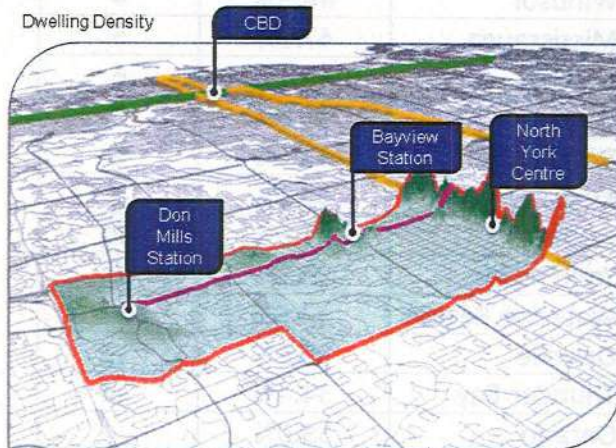 Dwelling Density
CBD
Bayview
Station
North
York
Centre
Don
Mills
Station